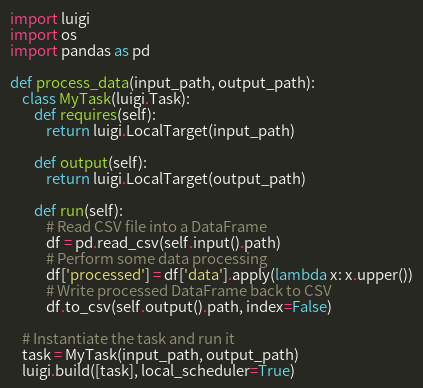 import luigi
import os
import pandas as pd

def process_data(input_path, output_path):
    class MyTask(luigi.Task):
        def requires(self):
            return luigi.LocalTarget(input_path)

        def output(self):
            return luigi.LocalTarget(output_path)

        def run(self):
            # Read CSV file into a DataFrame
            df = pd.read_csv(self.input().path)
            # Perform some data processing
            df['processed'] = df['data'].apply(lambda x: x.upper())
            # Write processed DataFrame back to CSV
            df.to_csv(self.output().path, index=False)

    # Instantiate the task and run it
    task = MyTask(input_path, output_path)
    luigi.build([task], local_scheduler=True)